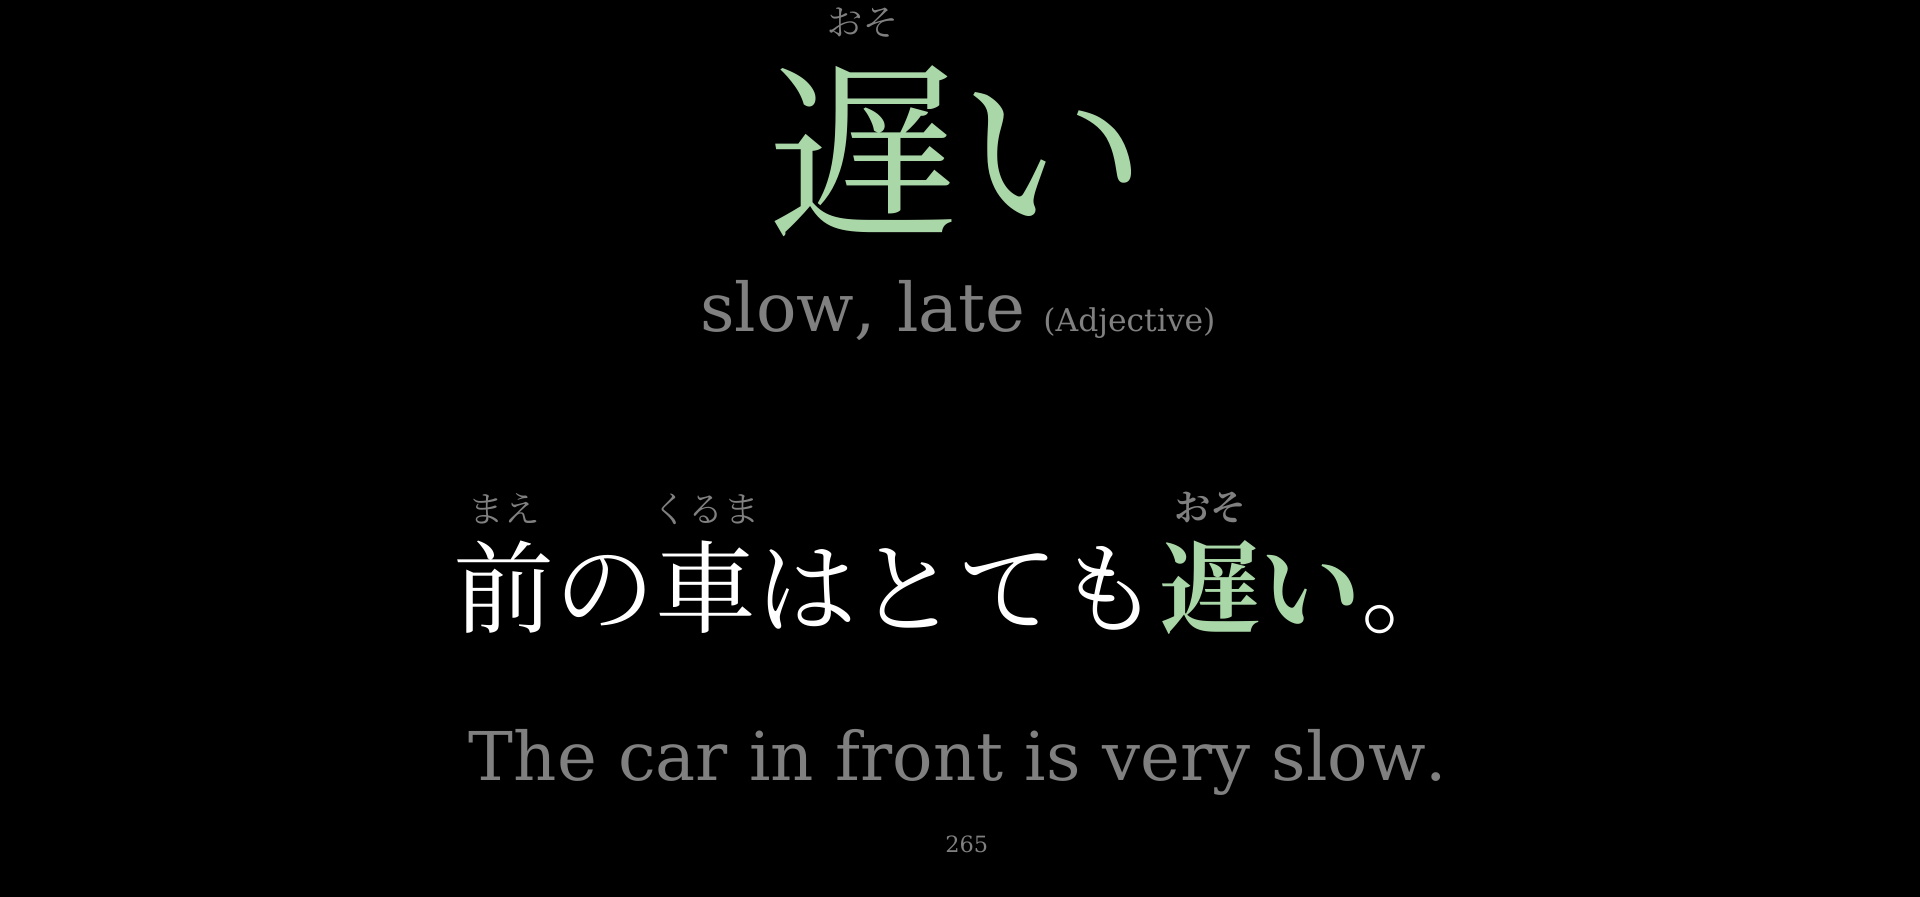 おそ
遅い
slow, late (Adjective)
まえ くるま おそ
前の車はとても遅い。
The car in front is very slow.
265